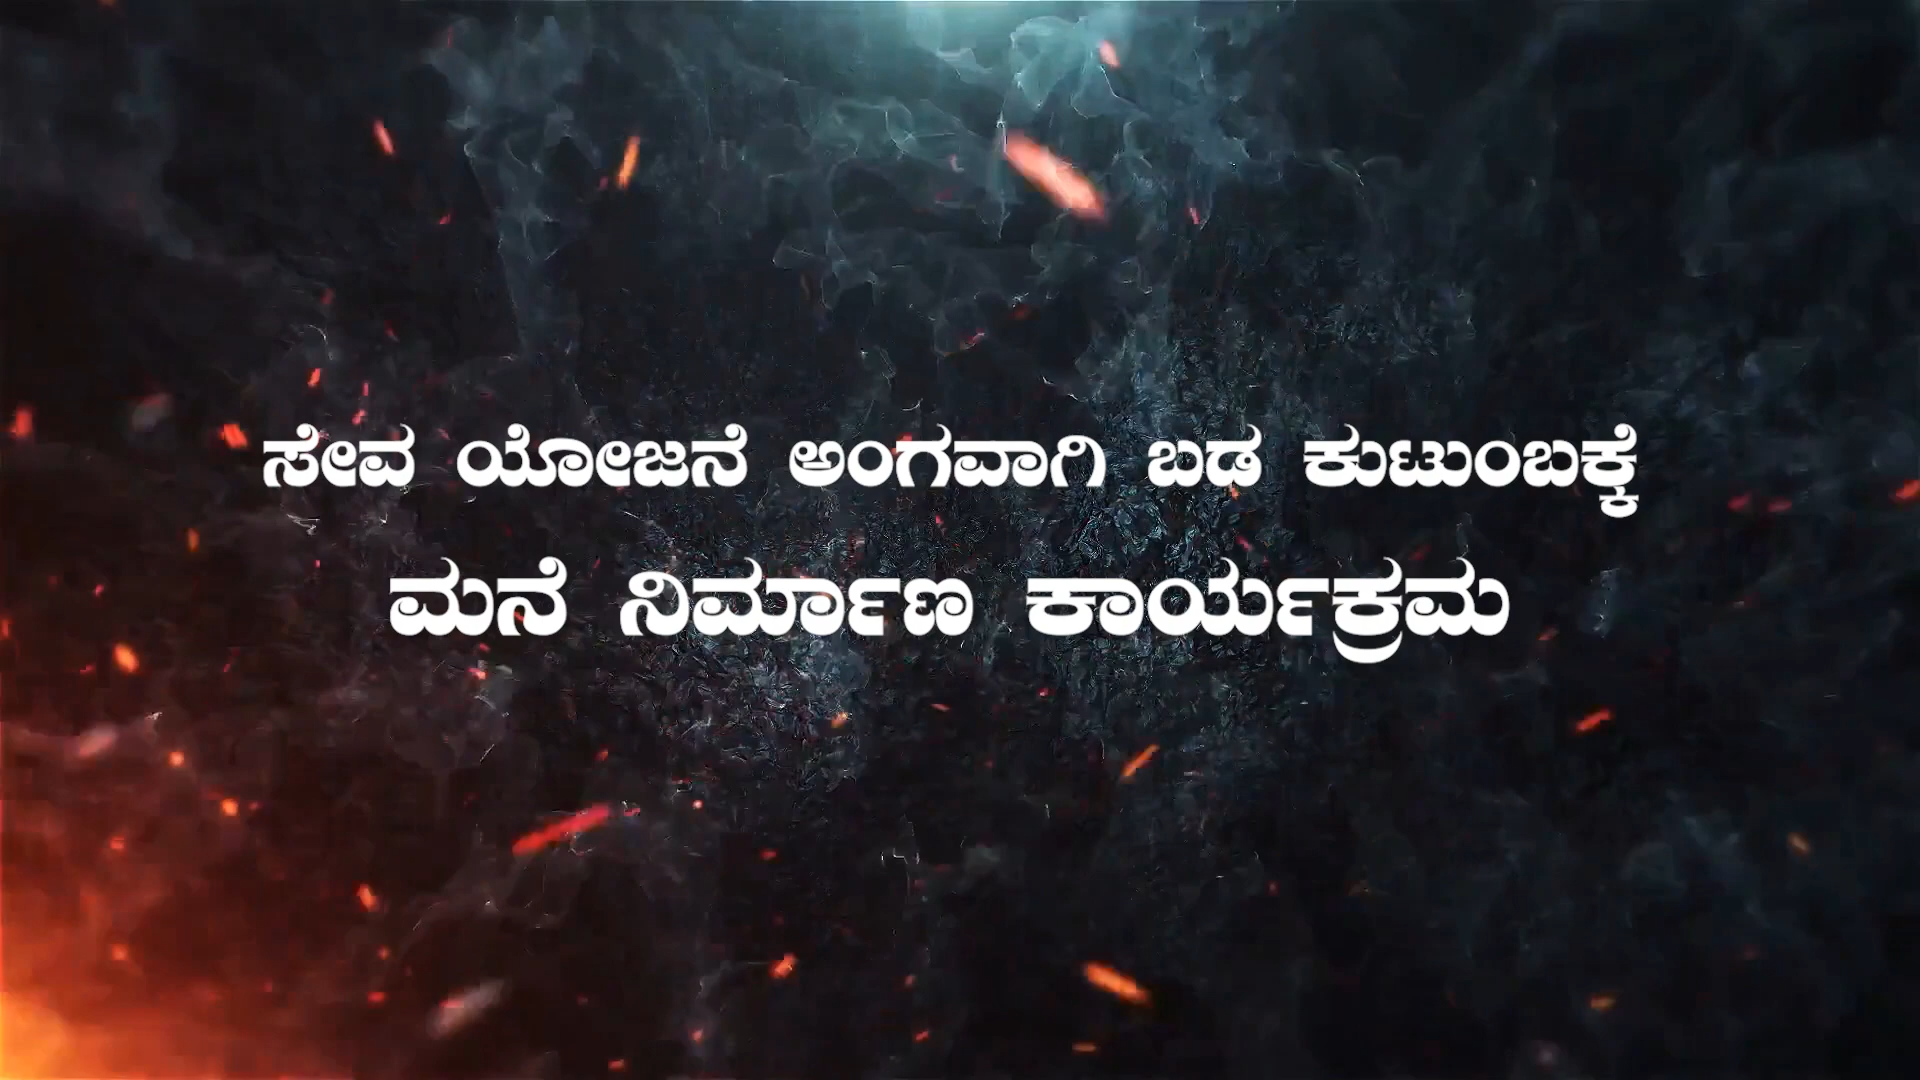 ಸೇವ ಯೋಜನೆ ಅಂಗವಾಗಿ ಬಡ ಕುಟುಂಬಕ್ಕೆ
ಮನೆ ನಿರ್ಮಾಣ ಕಾರ್ಯಕ್ರಮ